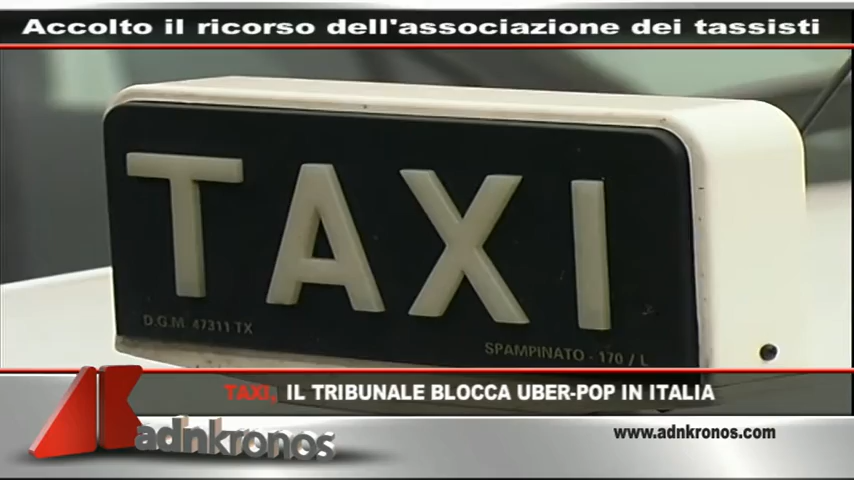 Accolto il ricorso dell'associazione dei tassisti
TAXI
D.G.M. 47311 TX
SPAMPINATO - 170 / L
TAXI, IL TRIBUNALE BLOCCA UBER-POP IN ITALIA
adnkronos
www.adnkronos.com